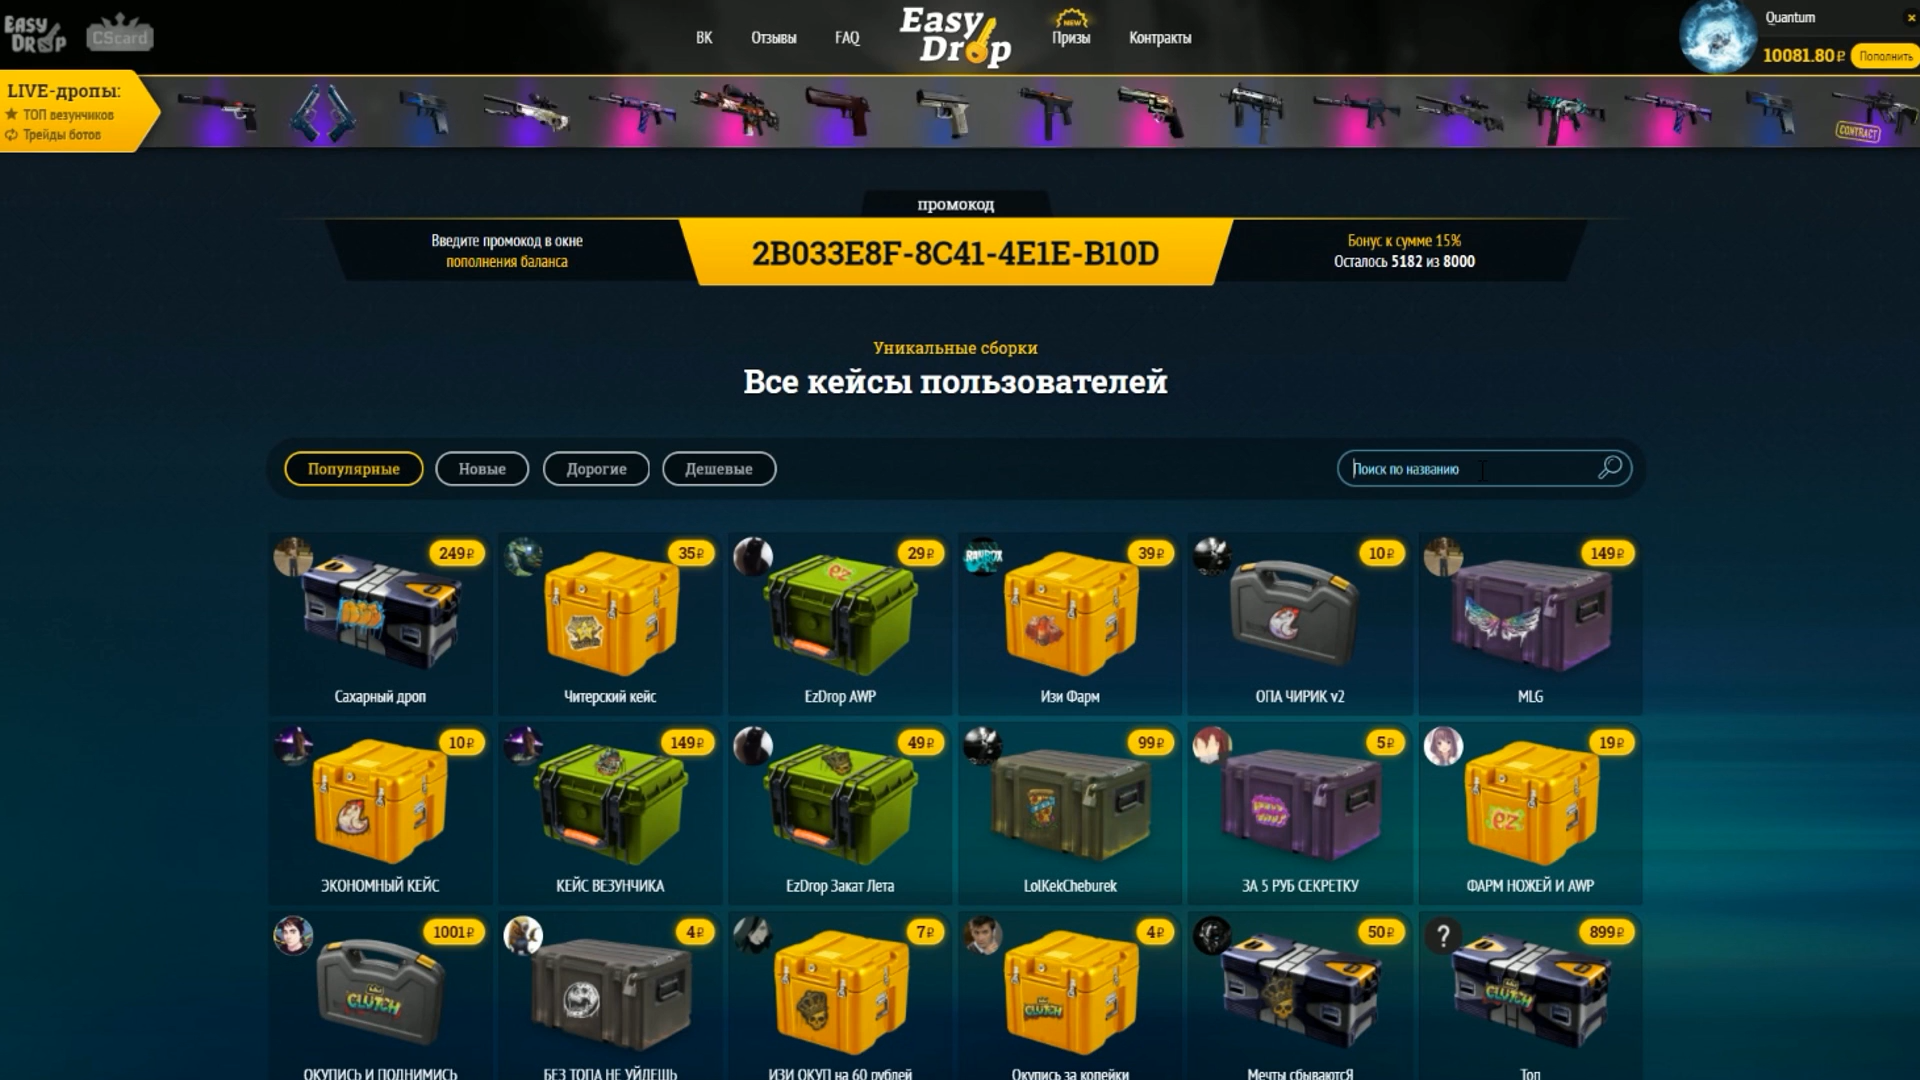 EASY
DROP
CScard
ВК
Отзывы
FAQ
Easy
Drop
NEW
Призы
Контракты
Quantum
10081.80₽
Пополнить
LIVE-дропы:
ТОП везунчиков
Трейды ботов
CONTRACT
промокод
Введите промокод в окне
пополнения баланса
2B033E8F-8C41-4E1E-B10D
Бонус к сумме 15%
Осталось 5182 из 8000
Уникальные сборки
Все кейсы пользователей
Популярные
Новые
Дорогие
Дешевые
Поиск по названию
249₽
35₽
29₽
39₽
10₽
149₽
Сахарный дроп
Читерский кейс
EzDrop AWP
Изи Фарм
ОПА ЧИРИК v2
MLG
10₽
149₽
49₽
99₽
5₽
19₽
ЭКОНОМНЫЙ КЕЙС
КЕЙС ВЕЗУНЧИКА
EzDrop Закат Лета
LolKekCheburek
ЗА 5 РУБ СЕКРЕТКУ
ФАРМ НОЖЕЙ И AWP
1001₽
4₽
7₽
4₽
50₽
899₽
CLUTCH
CLUTCH
CLUTCH
ОКУПИСЬ И ПОДНИМИСЬ
БЕЗ ТОПА НЕ УЙДЕШЬ
ИЗИ ОКУП на 60 рублей
Окупись за копейки
Мечты сбываютсЯ
Топ